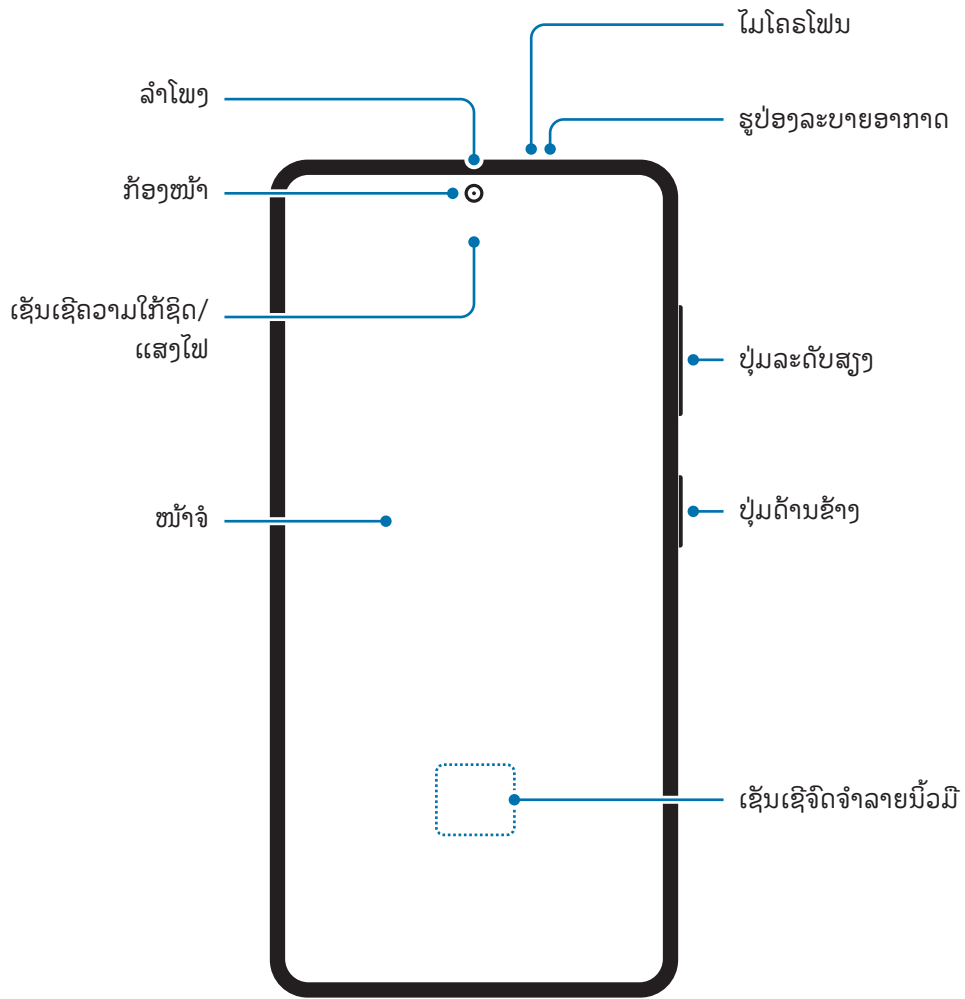 ໄມໂຄຣໂຟນ
ລຳໂພງ
ຮູປ່ອງລະບາຍອາກາດ
ກ້ອງໜ້າ
ເຊັນເຊີຄວາມໃກ້ຊິດ/
ແສງໄຟ
ປຸ່ມລະດັບສຽງ
ໜ້າຈໍ
ປຸ່ມດ້ານຂ້າງ
ເຊັນເຊີຈົດຈຳລາຍນິ້ວມື